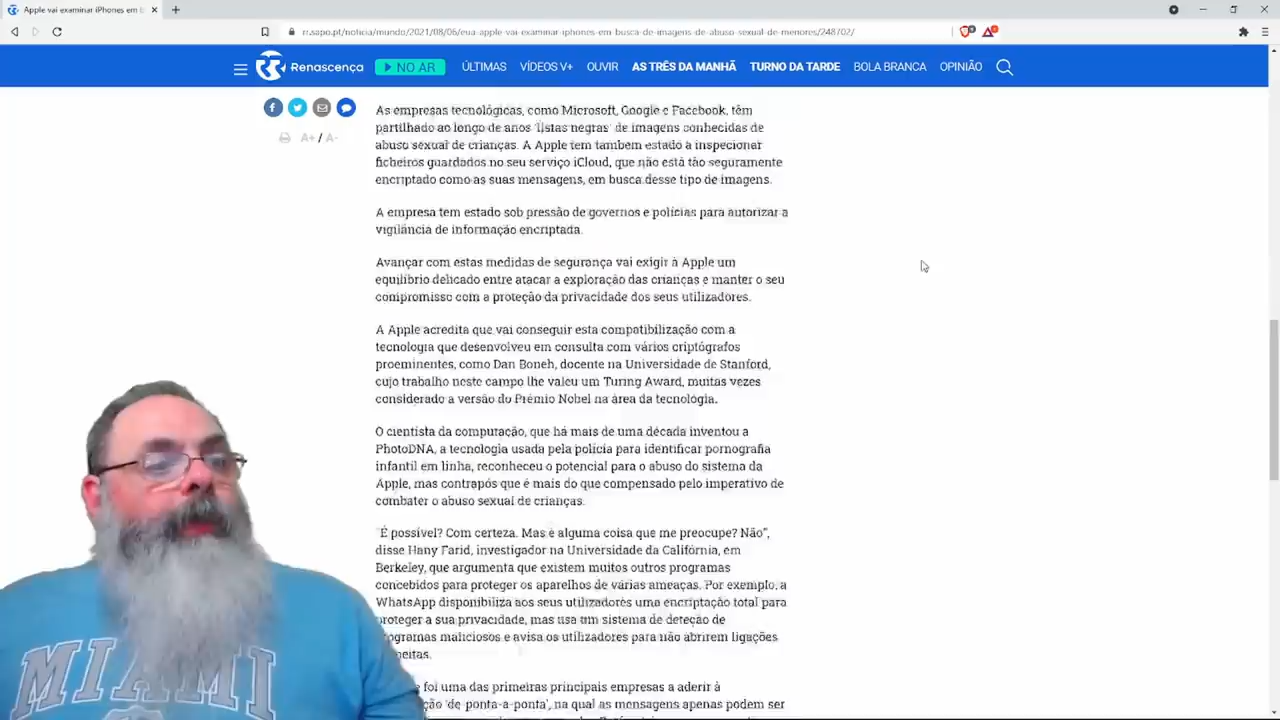 Apple vai examinar iPhones em b
rr.sapo.pt/noticia/mundo/2021/08/06/eua-apple-vai-examinar-iphones-em-busca-de-imagens-de-abuso-sexual-de-menores/248702/
Renascença
NO AR
ÚLTIMAS
VÍDEOS V+
OUVIR
AS TRÊS DA MANHÃ
TURNO DA TARDE
BOLA BRANCA
OPINIÃO
A+ / A-
As empresas tecnológicas, como Microsoft, Google e Facebook, têm
partilhado ao longo de anos 'listas negras' de imagens conhecidas de
abuso sexual de crianças. A Apple tem também estado a inspecionar
ficheiros guardados no seu serviço iCloud, que não está tão seguramente
encriptado como as suas mensagens, em busca desse tipo de imagens.
A empresa tem estado sob pressão de governos e polícias para autorizar a
vigilância de informação encriptada.
Avançar com estas medidas de segurança vai exigir à Apple um
equilíbrio delicado entre atacar a exploração das crianças e manter o seu
compromisso com a proteção da privacidade dos seus utilizadores.
A Apple acredita que vai conseguir esta compatibilização com a
tecnologia que desenvolveu em consulta com vários criptógrafos
proeminentes, como Dan Boneh, docente na Universidade de Stanford,
cujo trabalho neste campo lhe valeu um Turing Award, muitas vezes
considerado a versão do Prémio Nobel na área da tecnologia.
O cientista da computação, que há mais de uma década inventou a
PhotoDNA, a tecnologia usada pela polícia para identificar pornografia
infantil em linha, reconheceu o potencial para o abuso do sistema da
Apple, mas contrapôs que é mais do que compensado pelo imperativo de
combater o abuso sexual de crianças.
"É possível? Com certeza. Mas é alguma coisa que me preocupe? Não",
disse Hany Farid, investigador na Universidade da Califórnia, em
Berkeley, que argumenta que existem muitos outros programas
concebidos para proteger os aparelhos de várias ameaças. Por exemplo, a
WhatsApp disponibiliza aos seus utilizadores uma encriptação total para
proteger a sua privacidade, mas usa um sistema de deteção de
programas maliciosos e avisa os utilizadores para não abrirem ligações
foi uma das primeiras principais empresas a aderir à
'de-ponta-a-ponta', na qual as mensagens apenas podem ser
MIAMI